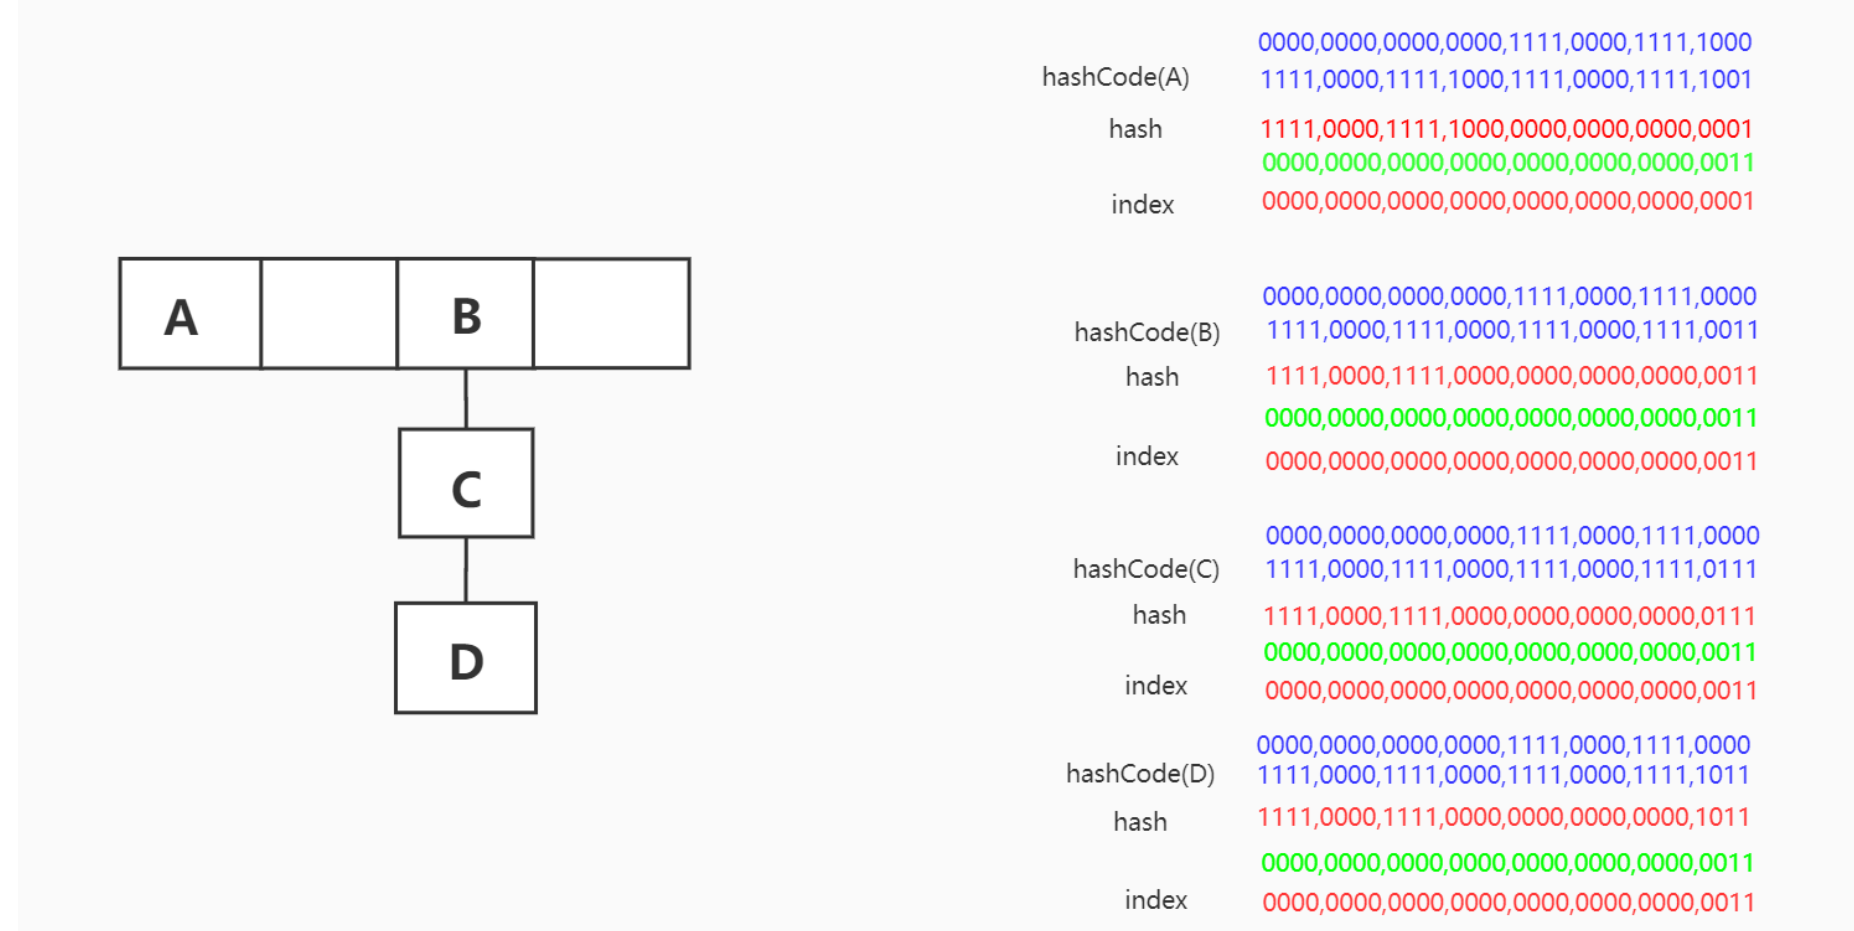 A B
C
D
0000,0000,0000,0000,1111,0000,1111,1000
hashCode(A) 1111,0000,1111,1000,1111,0000,1111,1001
hash 1111,0000,1111,1000,0000,0000,0000,0001
0000,0000,0000,0000,0000,0000,0000,0011
index 0000,0000,0000,0000,0000,0000,0000,0001
0000,0000,0000,0000,1111,0000,1111,0000
hashCode(B) 1111,0000,1111,0000,1111,0000,1111,0011
hash 1111,0000,1111,0000,0000,0000,0000,0011
0000,0000,0000,0000,0000,0000,0000,0011
index 0000,0000,0000,0000,0000,0000,0000,0011
0000,0000,0000,0000,1111,0000,1111,0000
hashCode(C) 1111,0000,1111,0000,1111,0000,1111,0111
hash 1111,0000,1111,0000,0000,0000,0000,0111
0000,0000,0000,0000,0000,0000,0000,0011
index 0000,0000,0000,0000,0000,0000,0000,0011
0000,0000,0000,0000,1111,0000,1111,0000
hashCode(D) 1111,0000,1111,0000,1111,0000,1111,1011
hash 1111,0000,1111,0000,0000,0000,0000,1011
0000,0000,0000,0000,0000,0000,0000,0011
index 0000,0000,0000,0000,0000,0000,0000,0011